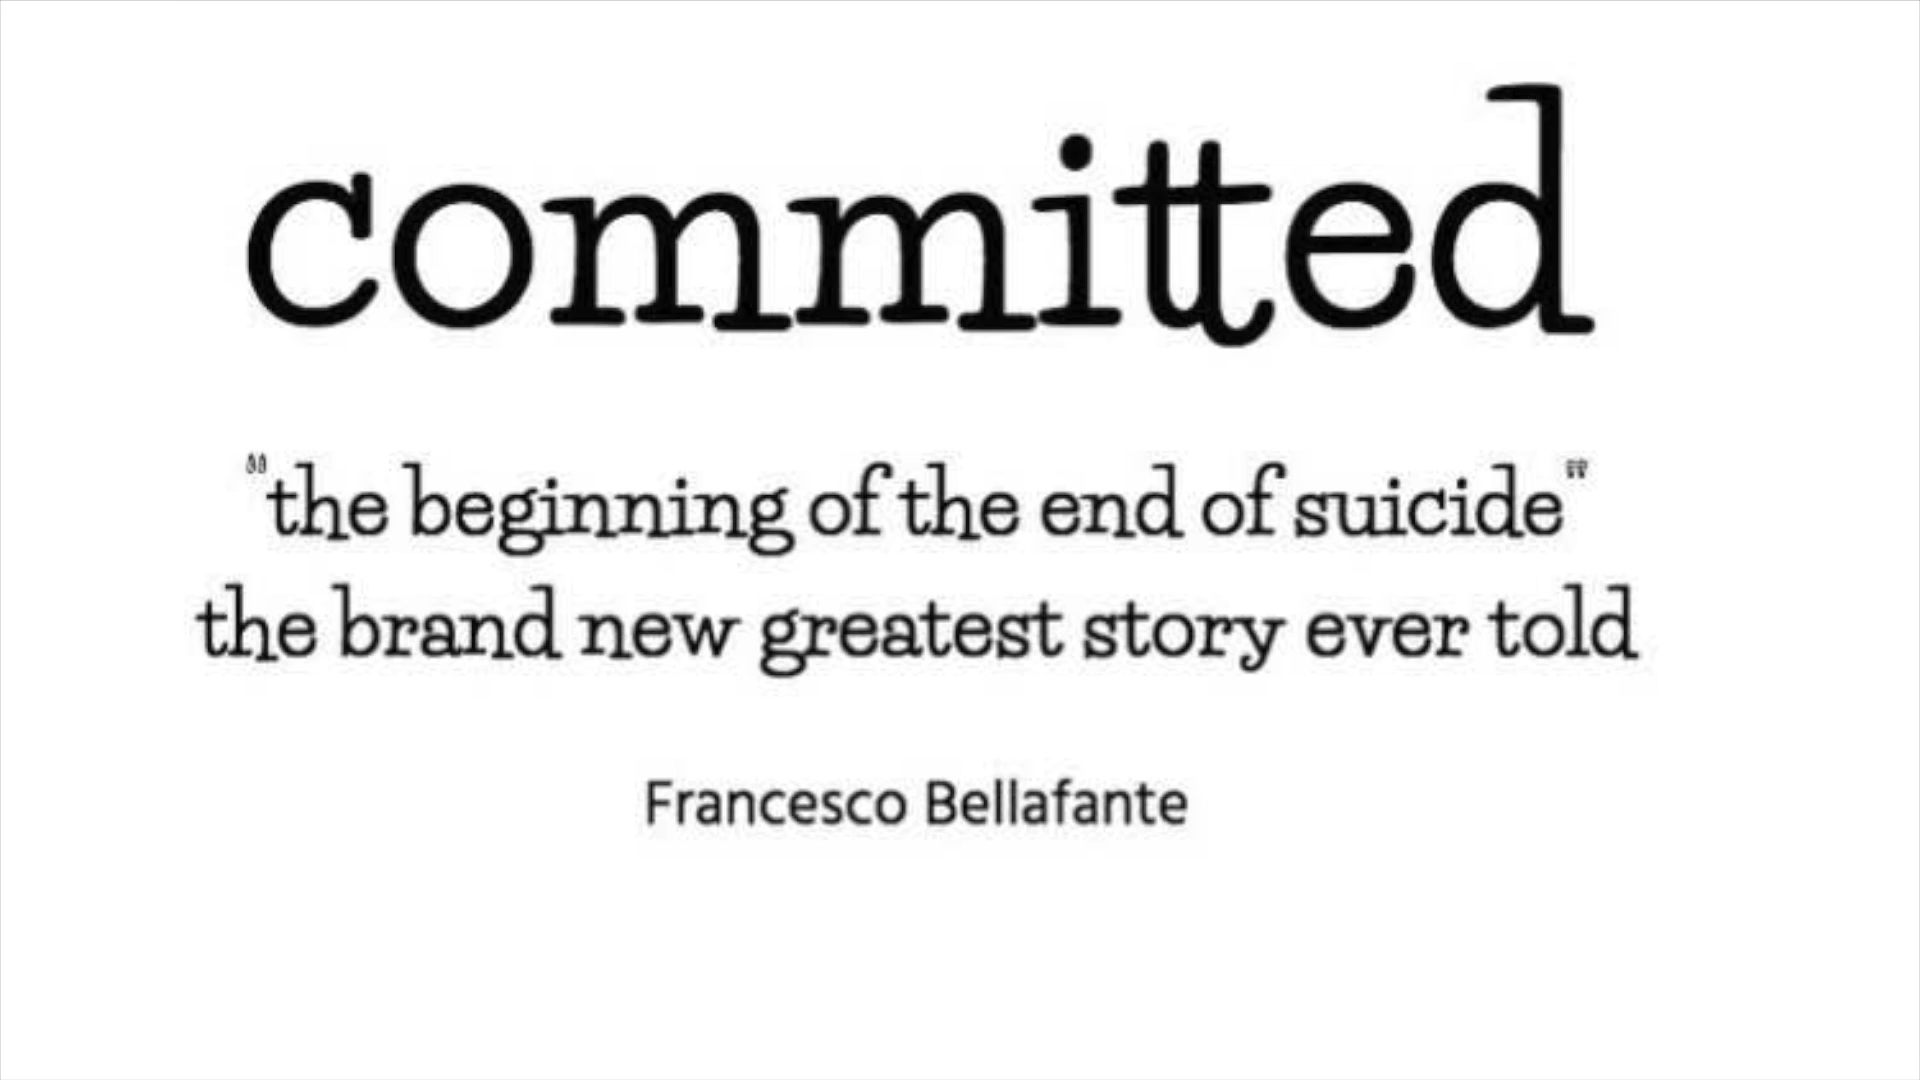 committed
"the beginning of the end of suicide"
the brand new greatest story ever told
Francesco Bellafante